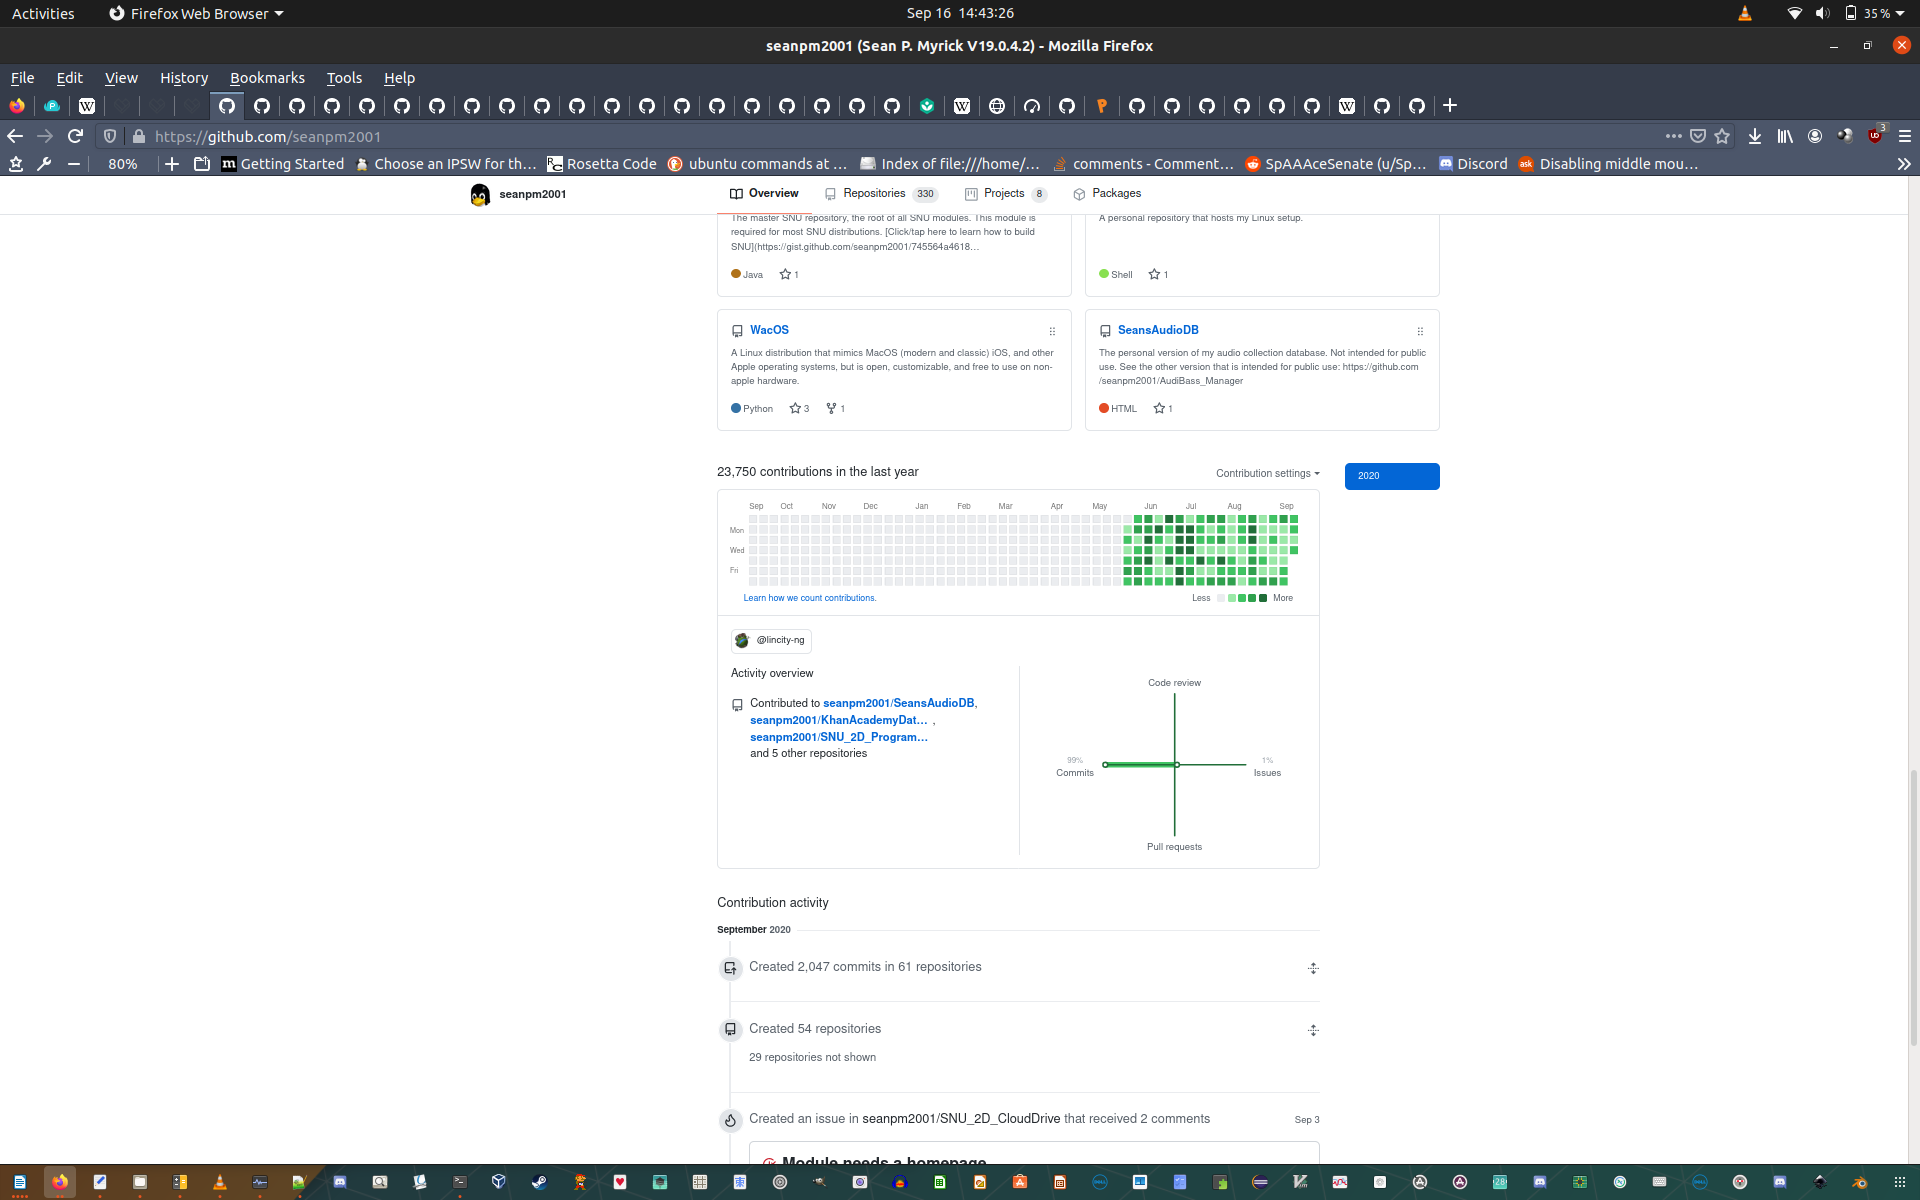 Activities Firefox Web Browser Sep 16 14:43:26 35 %
seanpm2001 (Sean P. Myrick V19.0.4.2) - Mozilla Firefox
File Edit View History Bookmarks Tools Help
https://github.com/seanpm2001
80% Getting Started Choose an IPSW for th… Rosetta Code ubuntu commands at … Index of file:///home/… comments - Comment… SpAAAceSenate (u/Sp… Discord Disabling middle mou…
seanpm2001 Overview Repositories 330 Projects 8 Packages
The master SNU repository, the root of all SNU modules. This module is
required for most SNU distributions. [Click/tap here to learn how to build
SNU](https://gist.github.com/seanpm2001/745564a4618…
Java 1
A personal repository that hosts my Linux setup.
Shell 1
WacOS
A Linux distribution that mimics MacOS (modern and classic) iOS, and other
Apple operating systems, but is open, customizable, and free to use on non-
apple hardware.
Python 3 1
SeansAudioDB
The personal version of my audio collection database. Not intended for public
use. See the other version that is intended for public use: https://github.com
/seanpm2001/AudiBass_Manager
HTML 1
23,750 contributions in the last year
Contribution settings
2020
Sep Oct Nov Dec Jan Feb Mar Apr May Jun Jul Aug Sep
Mon
Wed
Fri
Learn how we count contributions.
Less More
@lincity-ng
Activity overview
Contributed to seanpm2001/SeansAudioDB,
seanpm2001/KhanAcademyDat… ,
seanpm2001/SNU_2D_Program…
and 5 other repositories
Code review
99%
Commits
1%
Issues
Pull requests
Contribution activity
September 2020
Created 2,047 commits in 61 repositories
Created 54 repositories
29 repositories not shown
Created an issue in seanpm2001/SNU_2D_CloudDrive that received 2 comments Sep 3
Module needs a homepage